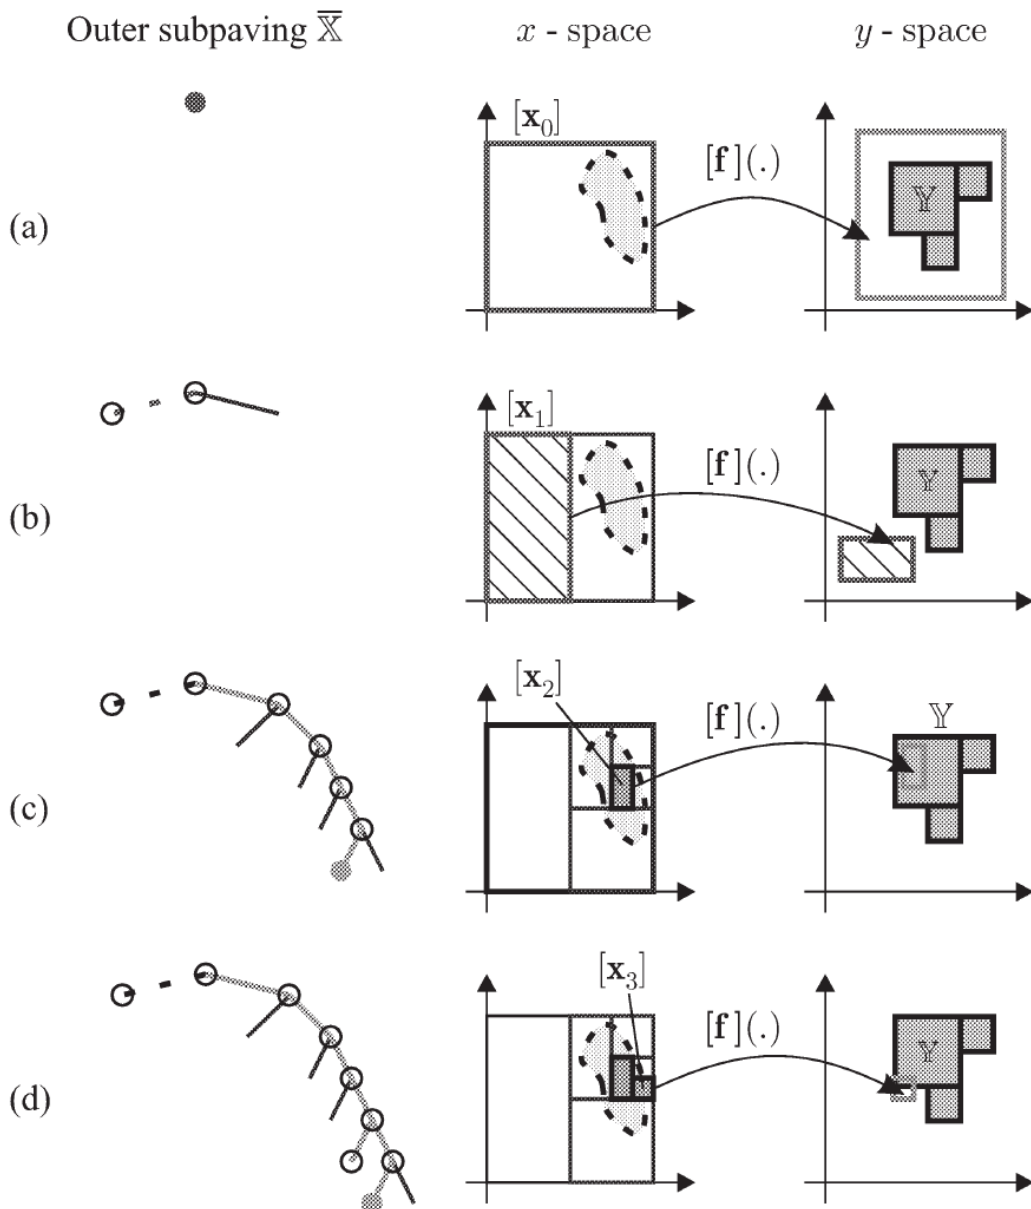 Outer subpaving 𝕏̅ x - space y - space
(a) [x₀] [f](.) 𝕐
(b) [x₁] [f](.) 𝕐
(c) [x₂] [f](.) 𝕐
(d) [x₃] [f](.) 𝕐